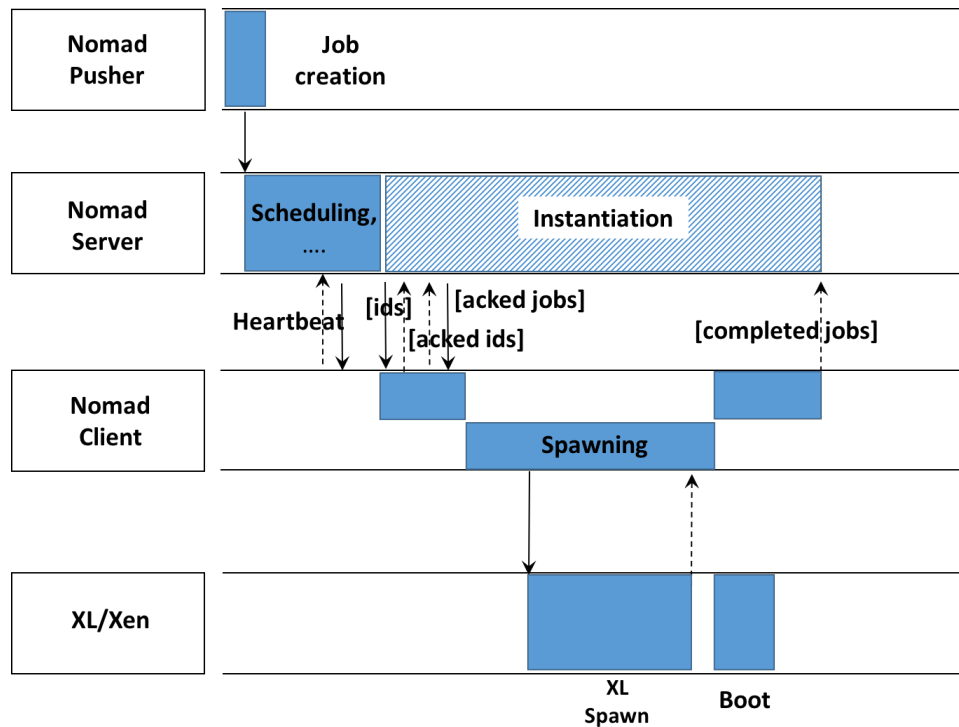 Nomad
Pusher
Job
creation
Nomad
Server
Scheduling,
....
Instantiation
Heartbeat
[ids]
[acked jobs]
[acked ids]
[completed jobs]
Nomad
Client
Spawning
XL/Xen
XL
Spawn
Boot